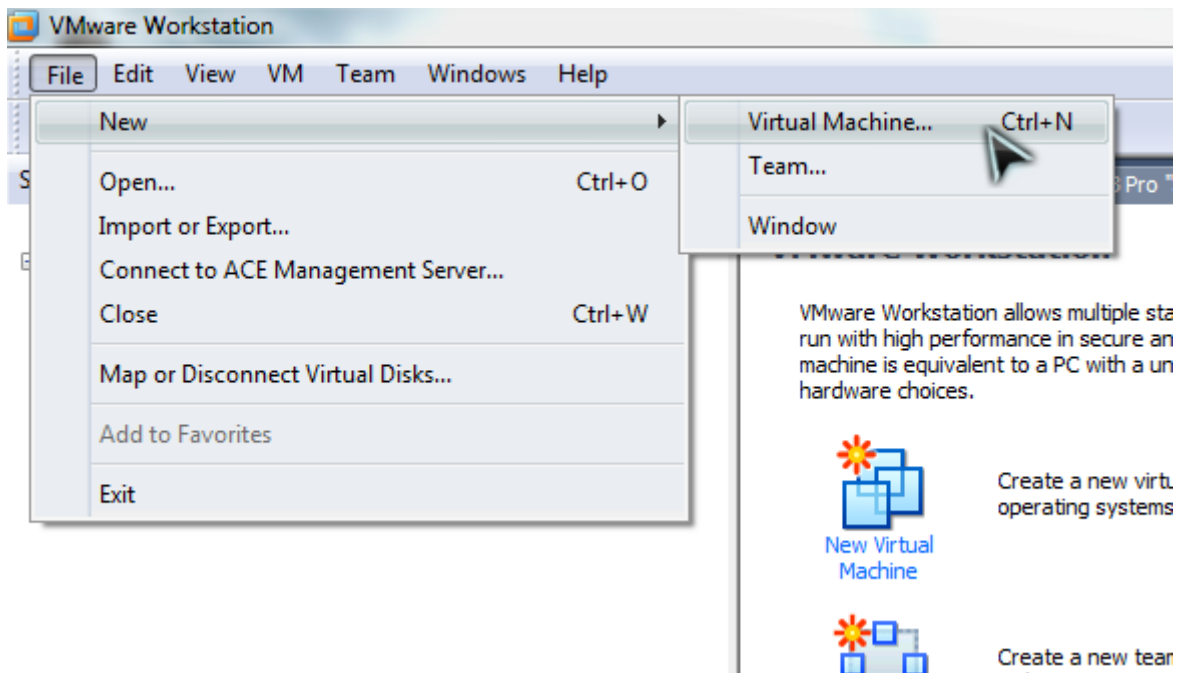 VMware Workstation
File Edit View VM Team Windows Help
New
Open... Ctrl+O
Import or Export...
Connect to ACE Management Server...
Close Ctrl+W
Map or Disconnect Virtual Disks...
Add to Favorites
Exit
Virtual Machine... Ctrl+N
Team...
Window
Pro
VMware Workstation allows multiple sta
run with high performance in secure an
machine is equivalent to a PC with a un
hardware choices.
New Virtual
Machine
Create a new virtu
operating systems
Create a new tear